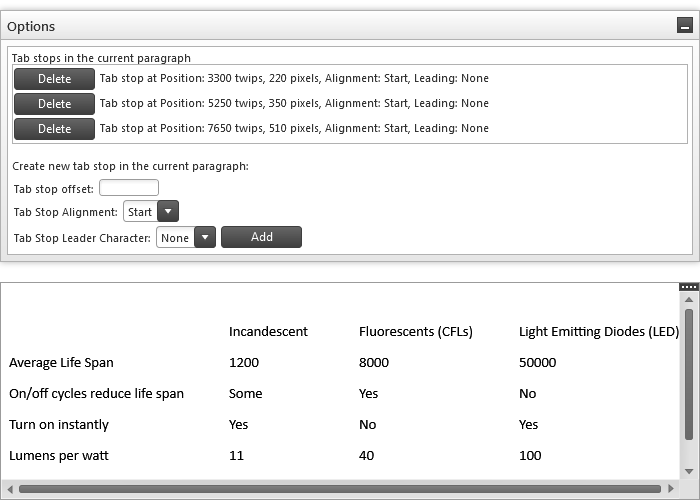 Options
Tab stops in the current paragraph
Delete Tab stop at Position: 3300 twips, 220 pixels, Alignment: Start, Leading: None
Delete Tab stop at Position: 5250 twips, 350 pixels, Alignment: Start, Leading: None
Delete Tab stop at Position: 7650 twips, 510 pixels, Alignment: Start, Leading: None
Create new tab stop in the current paragraph:
Tab stop offset:
Tab Stop Alignment: Start
Tab Stop Leader Character: None Add
Incandescent Fluorescents (CFLs) Light Emitting Diodes (LED)
Average Life Span 1200 8000 50000
On/off cycles reduce life span Some Yes No
Turn on instantly Yes No Yes
Lumens per watt 11 40 100